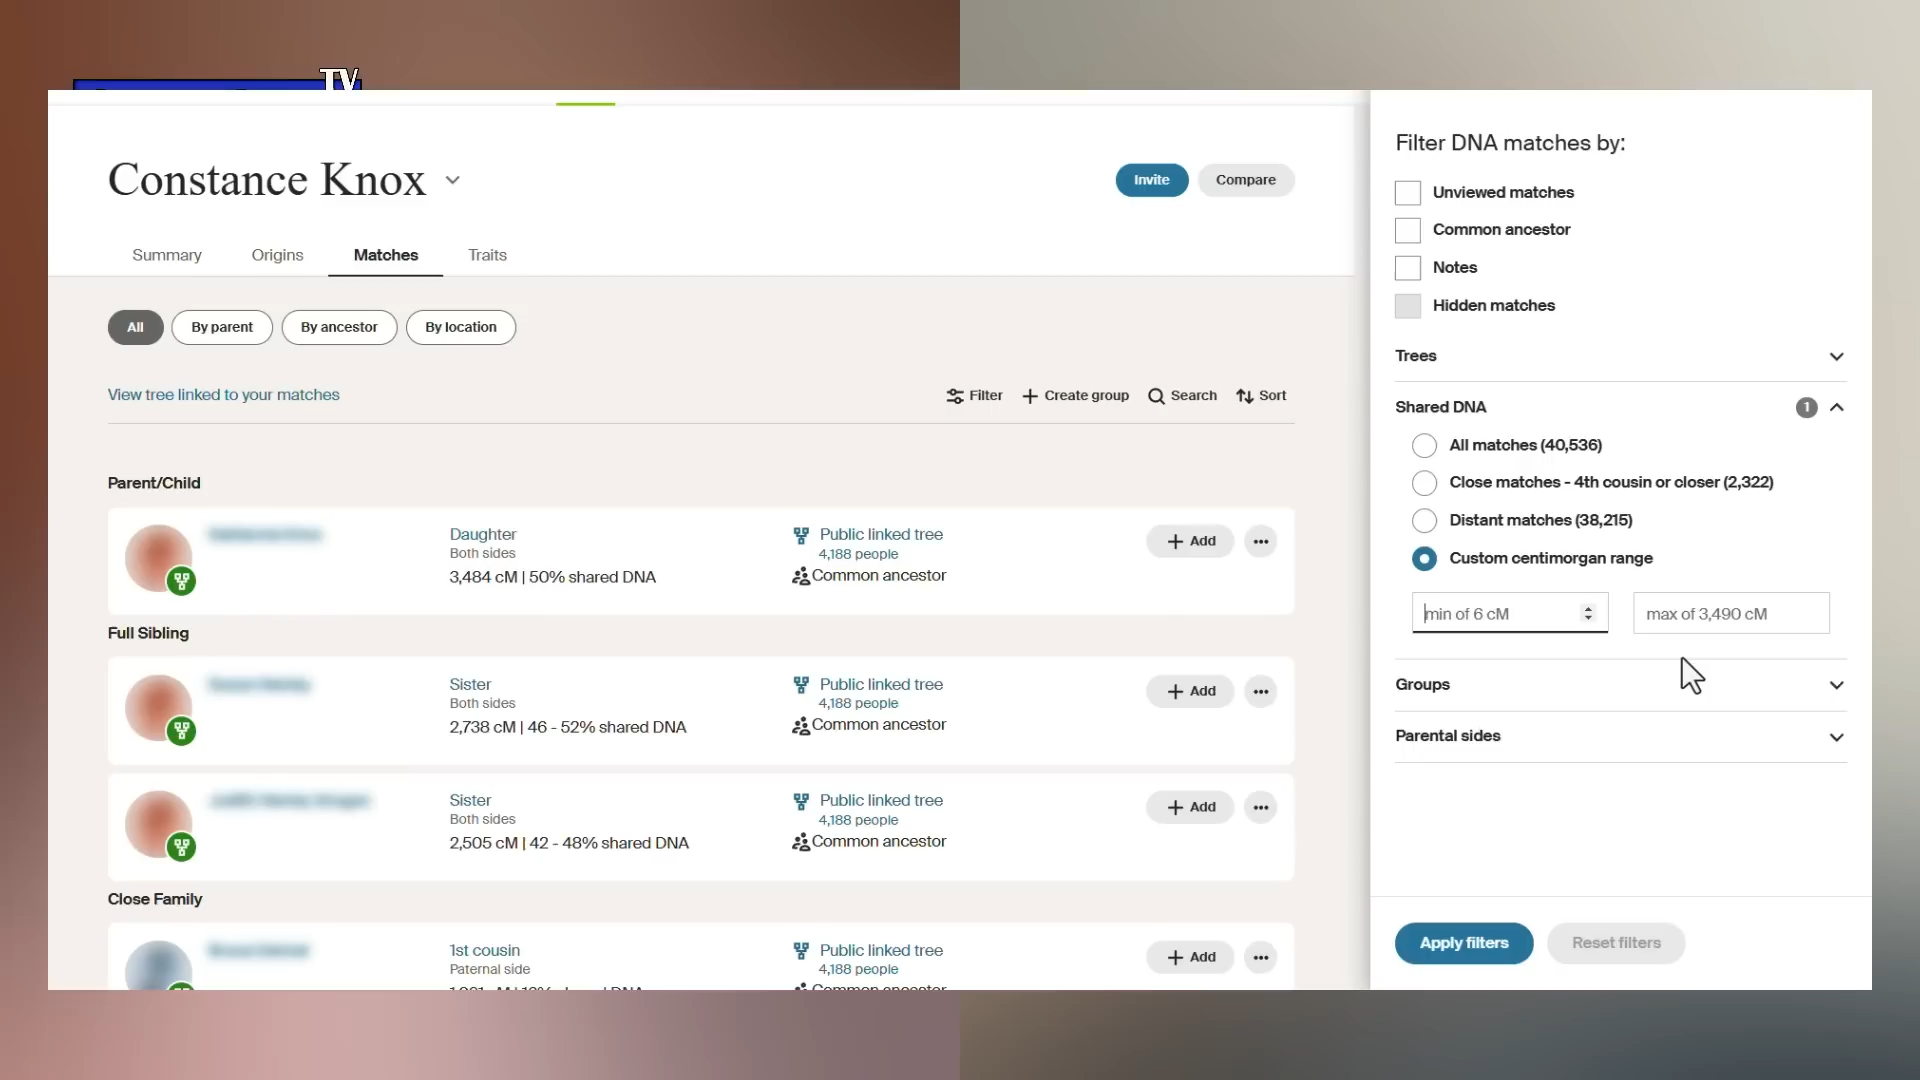 TV
Constance Knox
Invite
Compare
Summary
Origins
Matches
Traits
All
By parent
By ancestor
By location
View tree linked to your matches
Filter
Create group
Search
Sort
Parent/Child
Daughter
Both sides
3,484 cM | 50% shared DNA
Public linked tree
4,188 people
Common ancestor
Add
Full Sibling
Sister
Both sides
2,738 cM | 46 - 52% shared DNA
Public linked tree
4,188 people
Common ancestor
Add
Sister
Both sides
2,505 cM | 42 - 48% shared DNA
Public linked tree
4,188 people
Common ancestor
Add
Close Family
1st cousin
Paternal side
Public linked tree
4,188 people
Common ancestor
Add
Filter DNA matches by:
Unviewed matches
Common ancestor
Notes
Hidden matches
Trees
Shared DNA
1
All matches (40,536)
Close matches - 4th cousin or closer (2,322)
Distant matches (38,215)
Custom centimorgan range
min of 6 cM
max of 3,490 cM
Groups
Parental sides
Apply filters
Reset filters